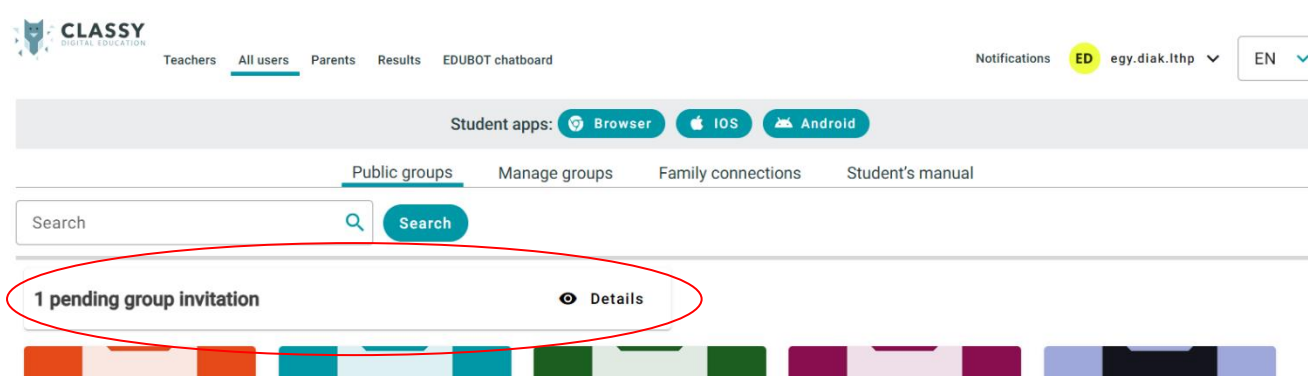 CLASSY
DIGITAL EDUCATION
Teachers All users Parents Results EDUBOT chatboard
Notifications ED egy.diak.lthp EN
Student apps: Browser IOS Android
Public groups Manage groups Family connections Student's manual
Search Search
1 pending group invitation Details